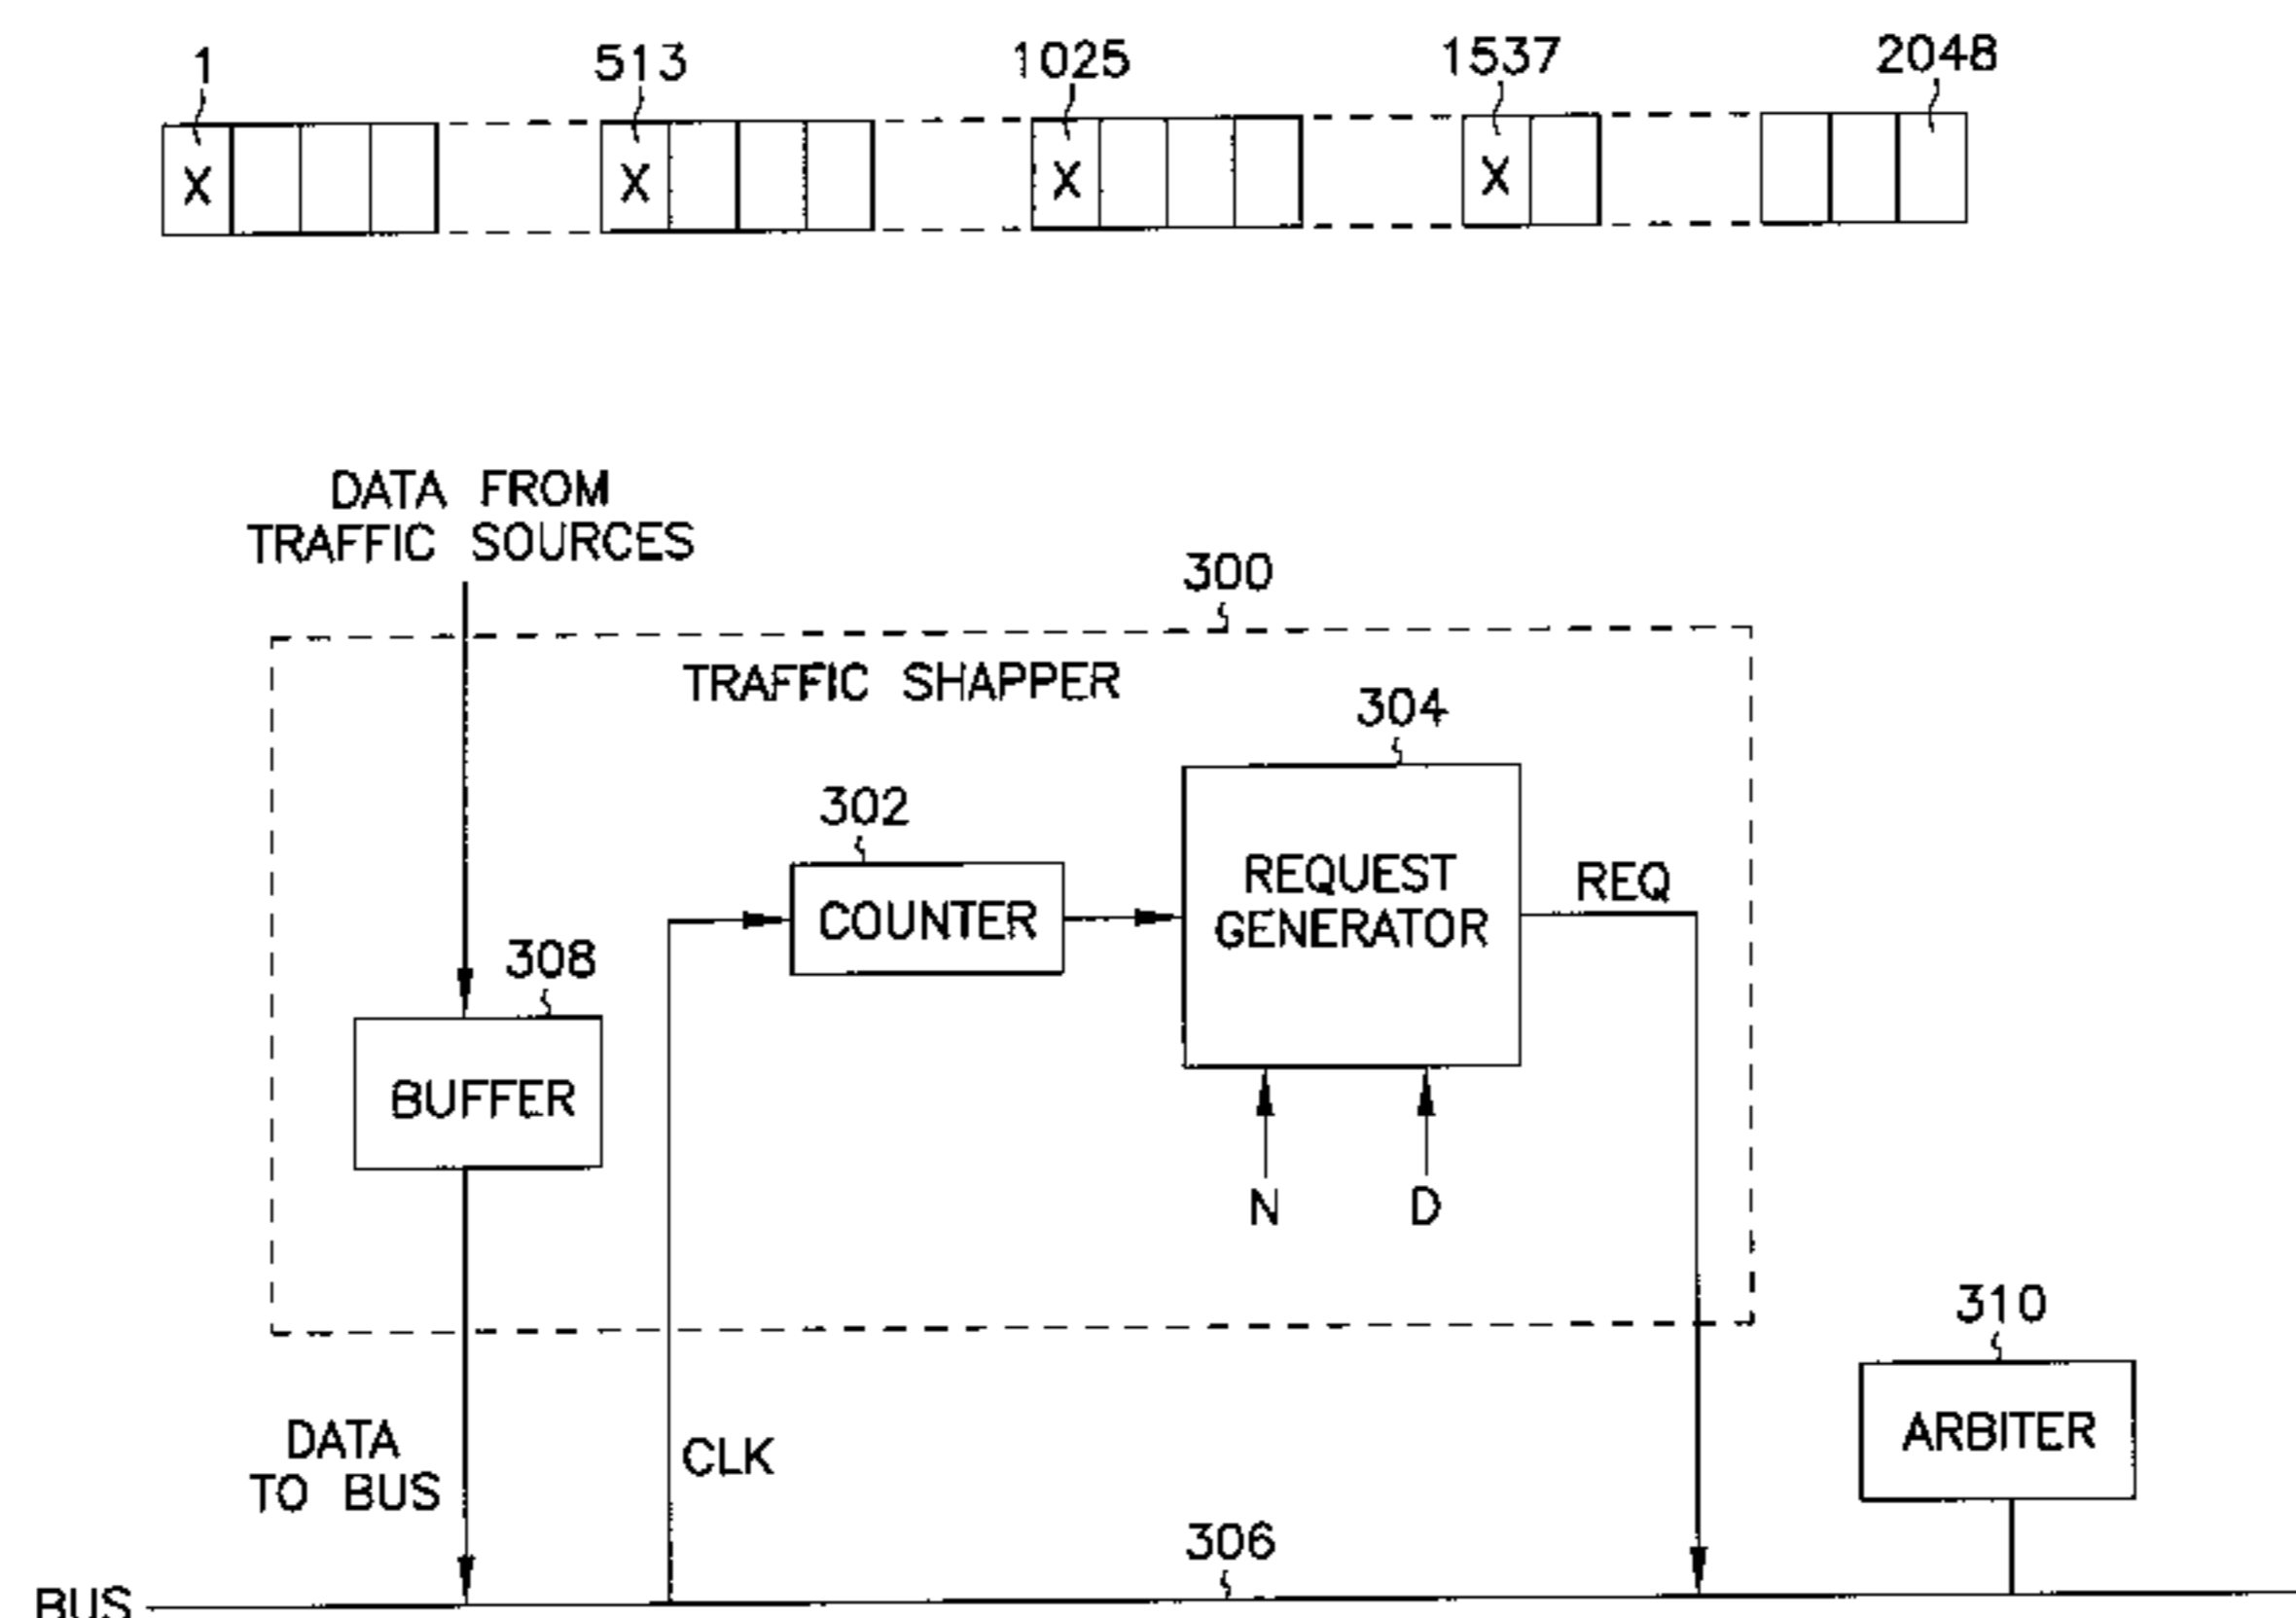 1
513
1025
1537
2048
X
X
X
X
DATA FROM
TRAFFIC SOURCES
300
TRAFFIC SHAPPER
304
302
REQUEST
GENERATOR
REQ
COUNTER
308
BUFFER
N
D
310
ARBITER
DATA
TO BUS
CLK
306
BUS